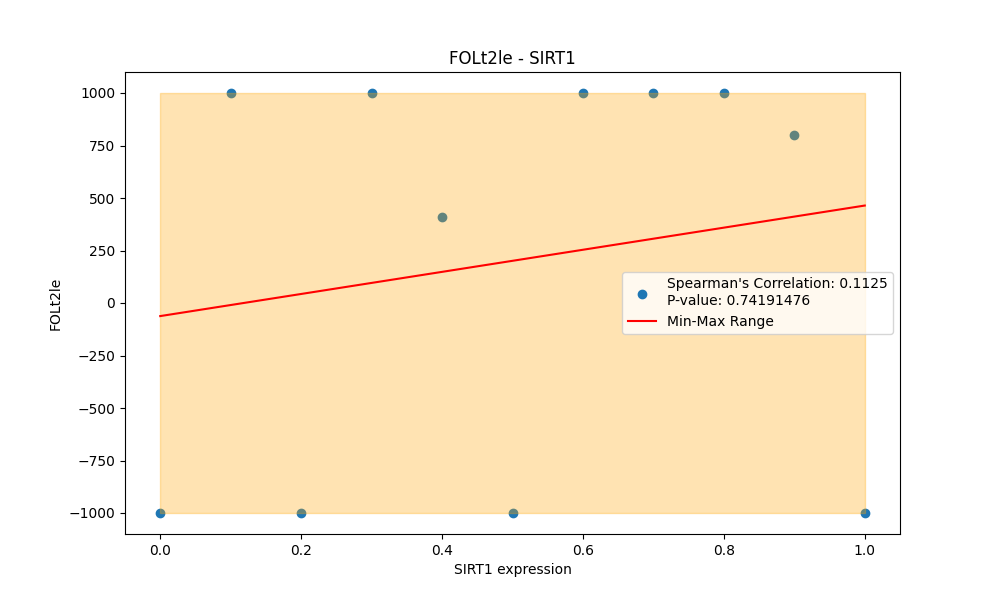 FOLt2le - SIRT1
FOLt2le
1000
750
500
250
0
−250
−500
−750
−1000
Spearman's Correlation: 0.1125
P-value: 0.74191476
Min-Max Range
0.0 0.2 0.4 0.6 0.8 1.0
SIRT1 expression